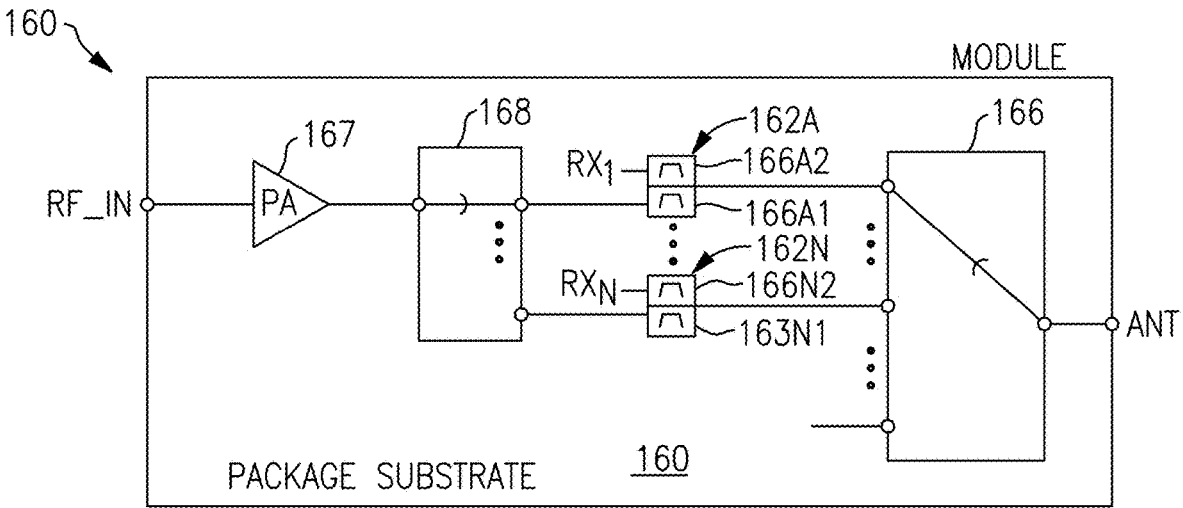 160
MODULE
167
168
162A
166
RX1
166A2
RF_IN
PA
166A1
162N
RXN
166N2
163N1
ANT
160
PACKAGE SUBSTRATE